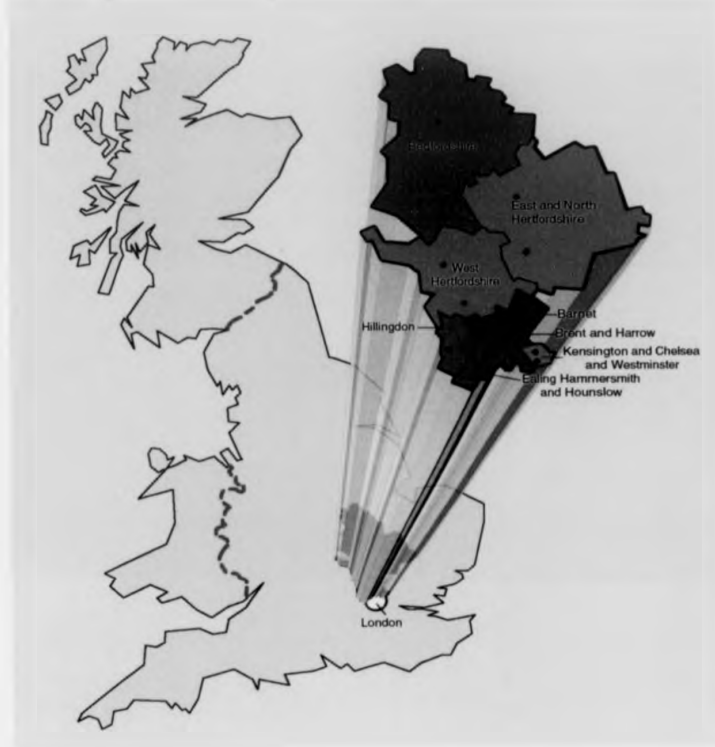 Bedfordshire
East and North
Hertfordshire
West
Hertfordshire
Hillingdon
Barnet
Brent and Harrow
Kensington and Chelsea
and Westminster
Ealing Hammersmith
and Hounslow
London